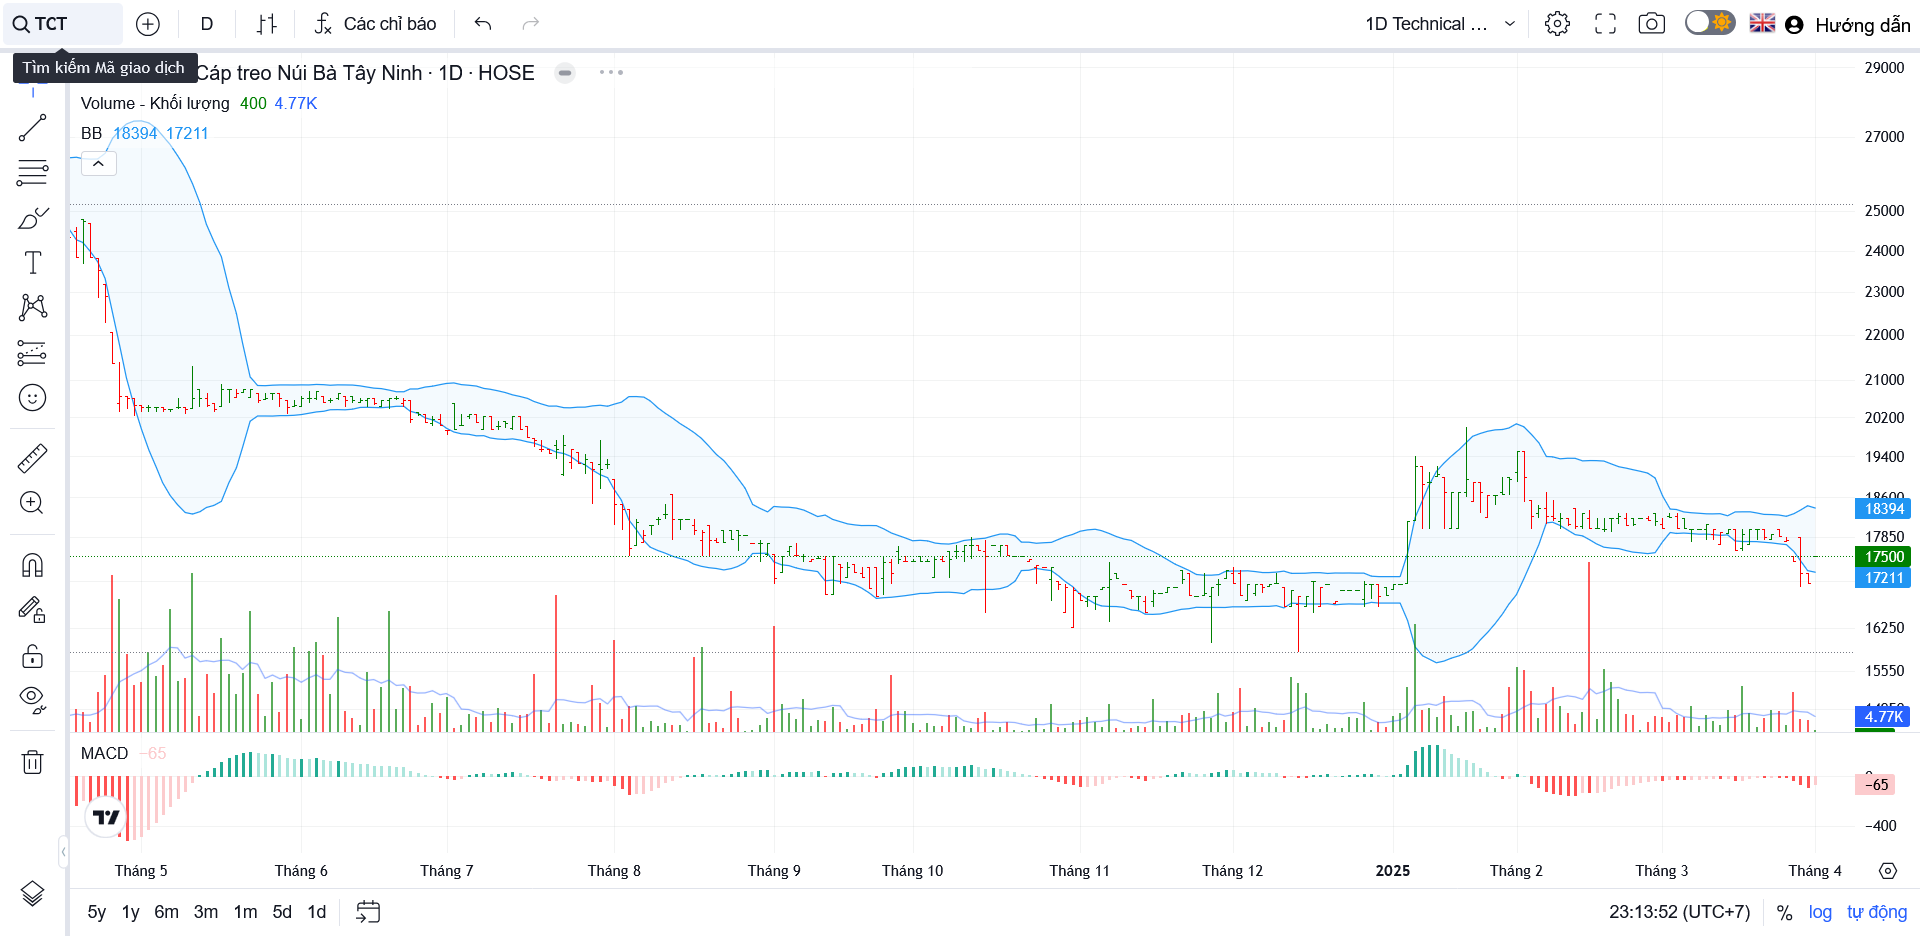 TCT
D
Các chỉ báo
1D Technical ...
Hướng dẫn
Tìm kiếm Mã giao dịch
Cáp treo Núi Bà Tây Ninh · 1D · HOSE
Volume - Khối lượng 400 4.77K
BB 18394 17211
29000
27000
25000
24000
23000
22000
21000
20200
19400
18600
18394
17850
17500
17211
16250
15550
4.77K
MACD −65
−65
−400
Tháng 5 Tháng 6 Tháng 7 Tháng 8 Tháng 9 Tháng 10 Tháng 11 Tháng 12 2025 Tháng 2 Tháng 3 Tháng 4
5y 1y 6m 3m 1m 5d 1d
23:13:52 (UTC+7) % log tự động